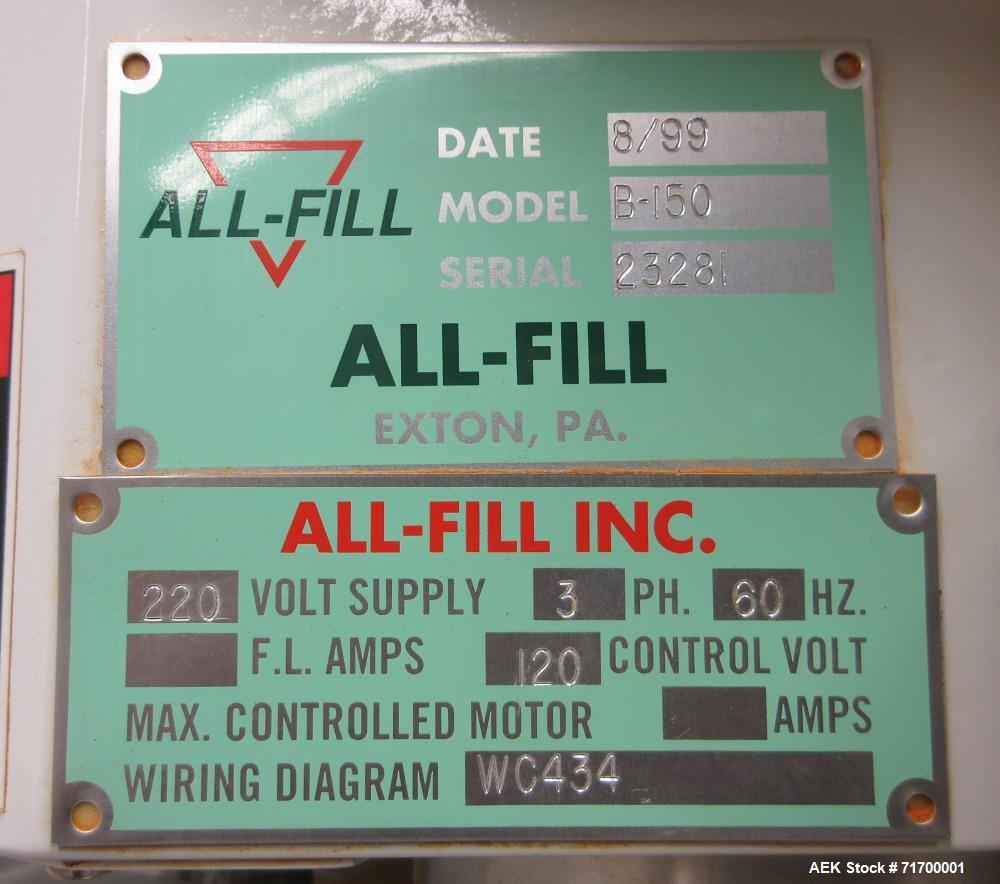 ALL-FILL
DATE 8/99
MODEL B-150
SERIAL 23281
ALL-FILL
EXTON, PA.
ALL-FILL INC.
220 VOLT SUPPLY 3 PH. 60 HZ.
F.L. AMPS 120 CONTROL VOLT
MAX. CONTROLLED MOTOR AMPS
WIRING DIAGRAM WC434
AEK Stock # 71700001